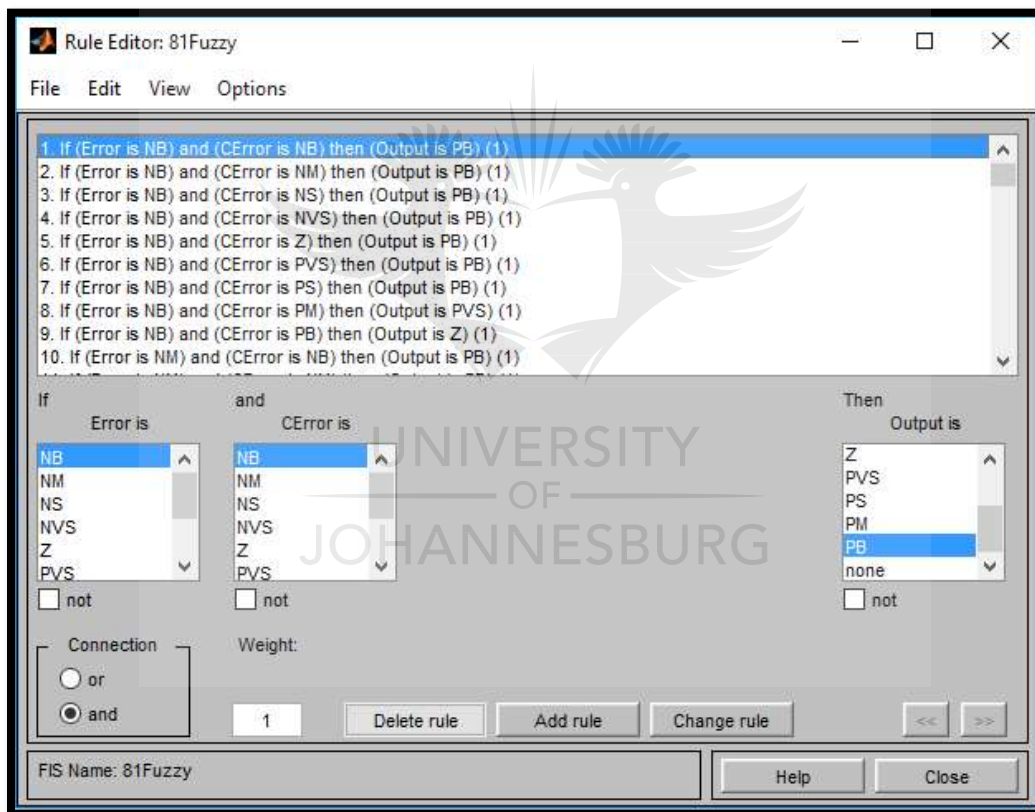 Rule Editor: 81Fuzzy
File Edit View Options
1. If (Error is NB) and (CError is NB) then (Output is PB) (1)
2. If (Error is NB) and (CError is NM) then (Output is PB) (1)
3. If (Error is NB) and (CError is NS) then (Output is PB) (1)
4. If (Error is NB) and (CError is NVS) then (Output is PB) (1)
5. If (Error is NB) and (CError is Z) then (Output is PB) (1)
6. If (Error is NB) and (CError is PVS) then (Output is PB) (1)
7. If (Error is NB) and (CError is PS) then (Output is PB) (1)
8. If (Error is NB) and (CError is PM) then (Output is PVS) (1)
9. If (Error is NB) and (CError is PB) then (Output is Z) (1)
10. If (Error is NM) and (CError is NB) then (Output is PB) (1)
If and Then
Error is CError is Output is
NB NB Z
NM NM PVS
NS NS PS
NVS NVS PM
Z Z PB
PVS PVS none
not not not
UNIVERSITY
OF
JOHANNESBURG
Connection Weight:
or
and 1 Delete rule Add rule Change rule << >>
FIS Name: 81Fuzzy Help Close